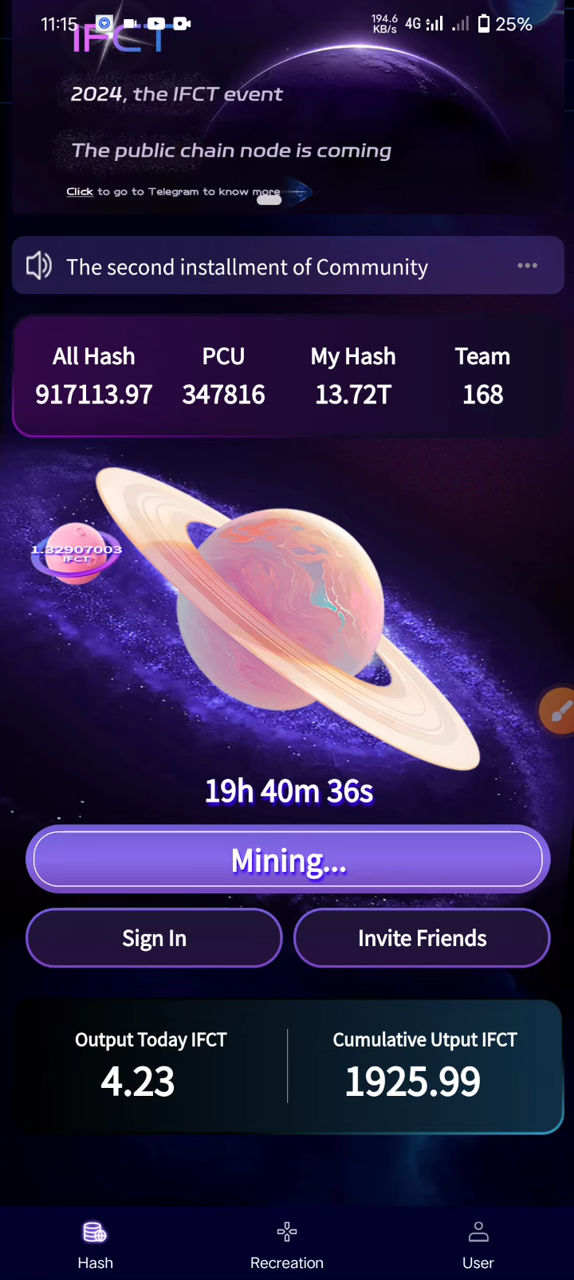 11:15
194.6 KB/s 4G 25%
IFCT
2024, the IFCT event
The public chain node is coming
Click to go to Telegram to know more
The second installment of Community
All Hash PCU My Hash Team
917113.97 347816 13.72T 168
1.32907003
IFCT
19h 40m 36s
Mining...
Sign In Invite Friends
Output Today IFCT Cumulative Utput IFCT
4.23 1925.99
Hash Recreation User